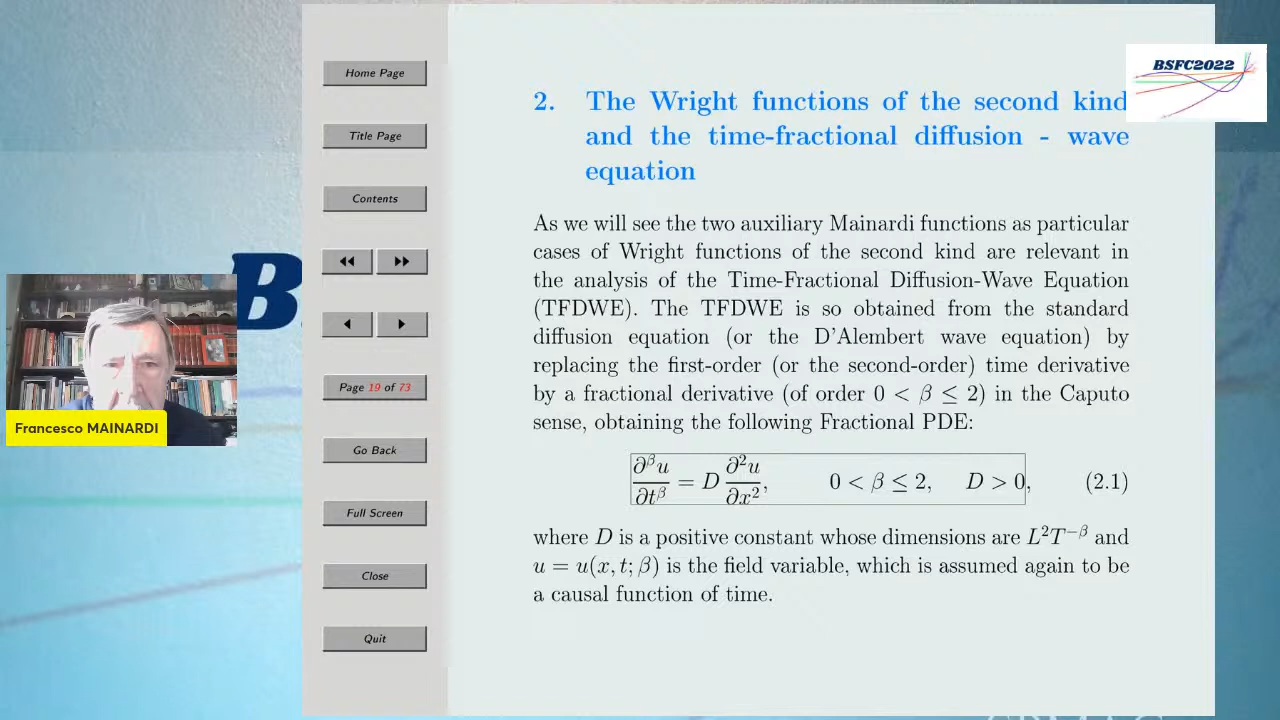 Home Page
Title Page
Contents
Page 19 of 73
Go Back
Full Screen
Close
Quit
BSFC2022
2. The Wright functions of the second kind
and the time-fractional diffusion - wave
equation
As we will see the two auxiliary Mainardi functions as particular
cases of Wright functions of the second kind are relevant in
the analysis of the Time-Fractional Diffusion-Wave Equation
(TFDWE). The TFDWE is so obtained from the standard
diffusion equation (or the D'Alembert wave equation) by
replacing the first-order (or the second-order) time derivative
by a fractional derivative (of order 0 < β ≤ 2) in the Caputo
sense, obtaining the following Fractional PDE:
∂^β u / ∂t^β = D ∂²u / ∂x², 0 < β ≤ 2, D > 0, (2.1)
where D is a positive constant whose dimensions are L²T^{−β} and
u = u(x, t; β) is the field variable, which is assumed again to be
a causal function of time.
Francesco MAINARDI